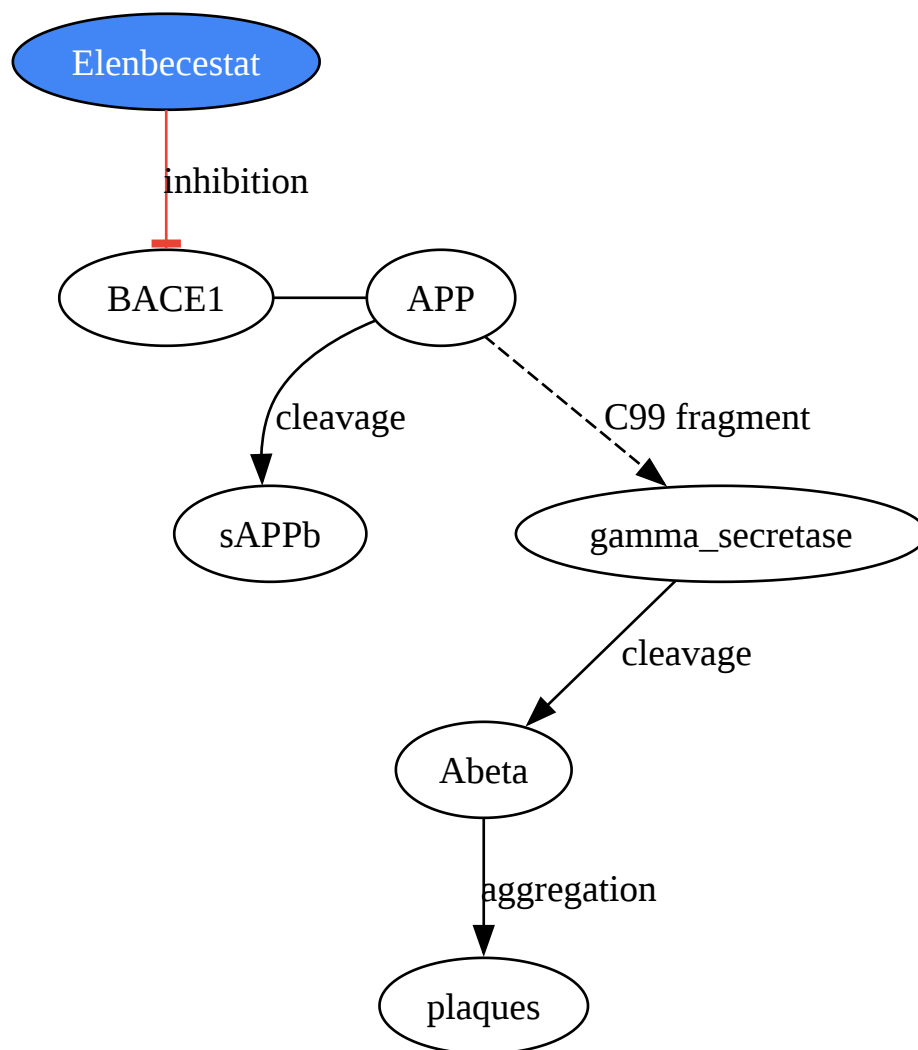 Elenbecestat
inhibition
BACE1
APP
cleavage
C99 fragment
sAPPb
gamma_secretase
cleavage
Abeta
aggregation
plaques